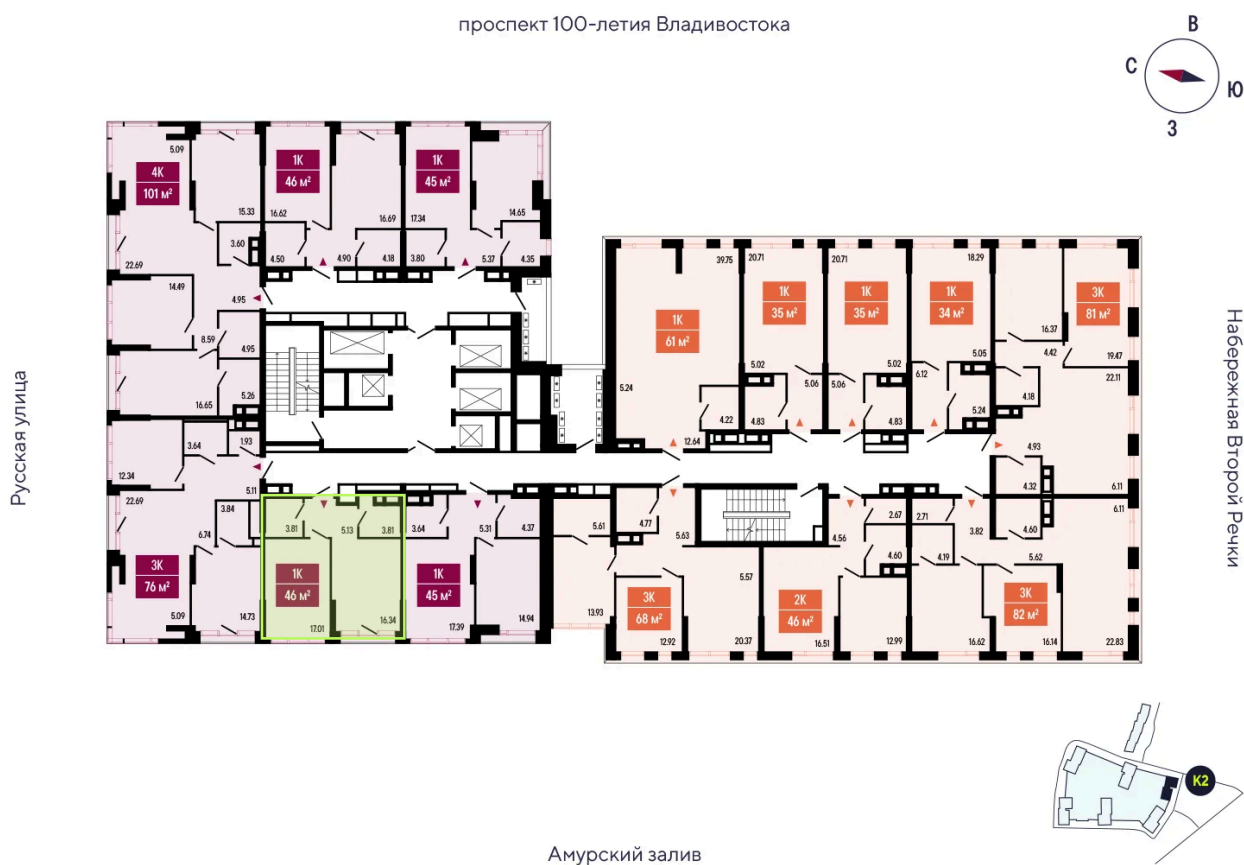 проспект 100-летия Владивостока
В
С
Ю
З
5.09
4К
101 м²
15.33
3.60
22.69
14.49
4.95
8.59
4.95
16.65
5.26
1К
46 м²
16.62
16.69
4.50
4.90
4.18
1К
45 м²
17.34
14.65
3.80
5.37
4.35
39.75
1К
61 м²
5.24
4.22
12.64
20.71
1К
35 м²
5.02
5.06
4.83
20.71
1К
35 м²
5.02
5.06
4.83
18.29
1К
34 м²
5.05
6.12
5.24
3К
81 м²
16.37
4.42
19.47
22.11
4.18
4.93
4.32
6.11
Русская улица
Набережная Второй Речки
3.64
1.93
12.34
5.11
22.69
3.84
6.74
3К
76 м²
5.09
14.73
3.81
5.13
3.81
1К
46 м²
17.01
16.34
3.64
5.31
4.37
1К
45 м²
17.39
14.94
5.61
4.77
5.63
5.57
3К
68 м²
13.93
12.92
20.37
2.67
4.56
4.60
2К
46 м²
16.51
12.99
2.71
3.82
4.60
6.11
4.19
5.62
3К
82 м²
16.62
16.14
22.83
К2
Амурский залив